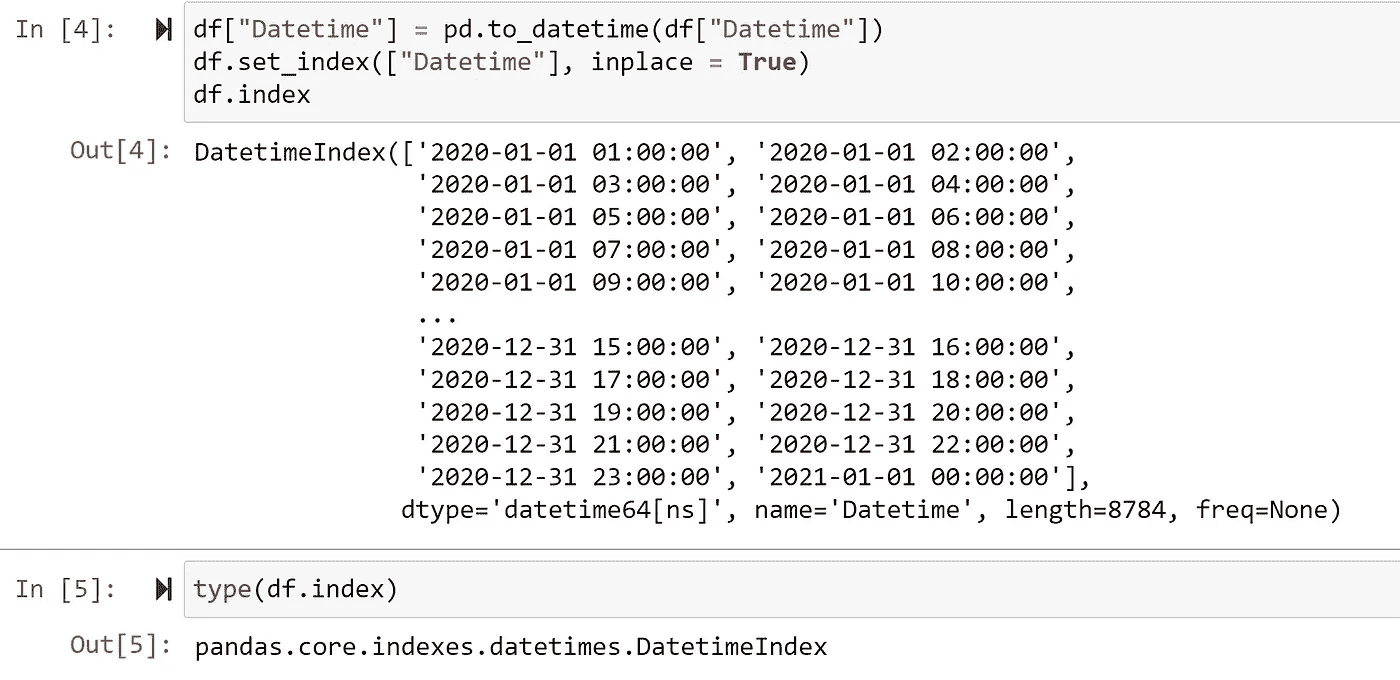 In [4]: df["Datetime"] = pd.to_datetime(df["Datetime"])
df.set_index(["Datetime"], inplace = True)
df.index
Out[4]: DatetimeIndex(['2020-01-01 01:00:00', '2020-01-01 02:00:00',
'2020-01-01 03:00:00', '2020-01-01 04:00:00',
'2020-01-01 05:00:00', '2020-01-01 06:00:00',
'2020-01-01 07:00:00', '2020-01-01 08:00:00',
'2020-01-01 09:00:00', '2020-01-01 10:00:00',
...
'2020-12-31 15:00:00', '2020-12-31 16:00:00',
'2020-12-31 17:00:00', '2020-12-31 18:00:00',
'2020-12-31 19:00:00', '2020-12-31 20:00:00',
'2020-12-31 21:00:00', '2020-12-31 22:00:00',
'2020-12-31 23:00:00', '2021-01-01 00:00:00'],
dtype='datetime64[ns]', name='Datetime', length=8784, freq=None)
In [5]: type(df.index)
Out[5]: pandas.core.indexes.datetimes.DatetimeIndex